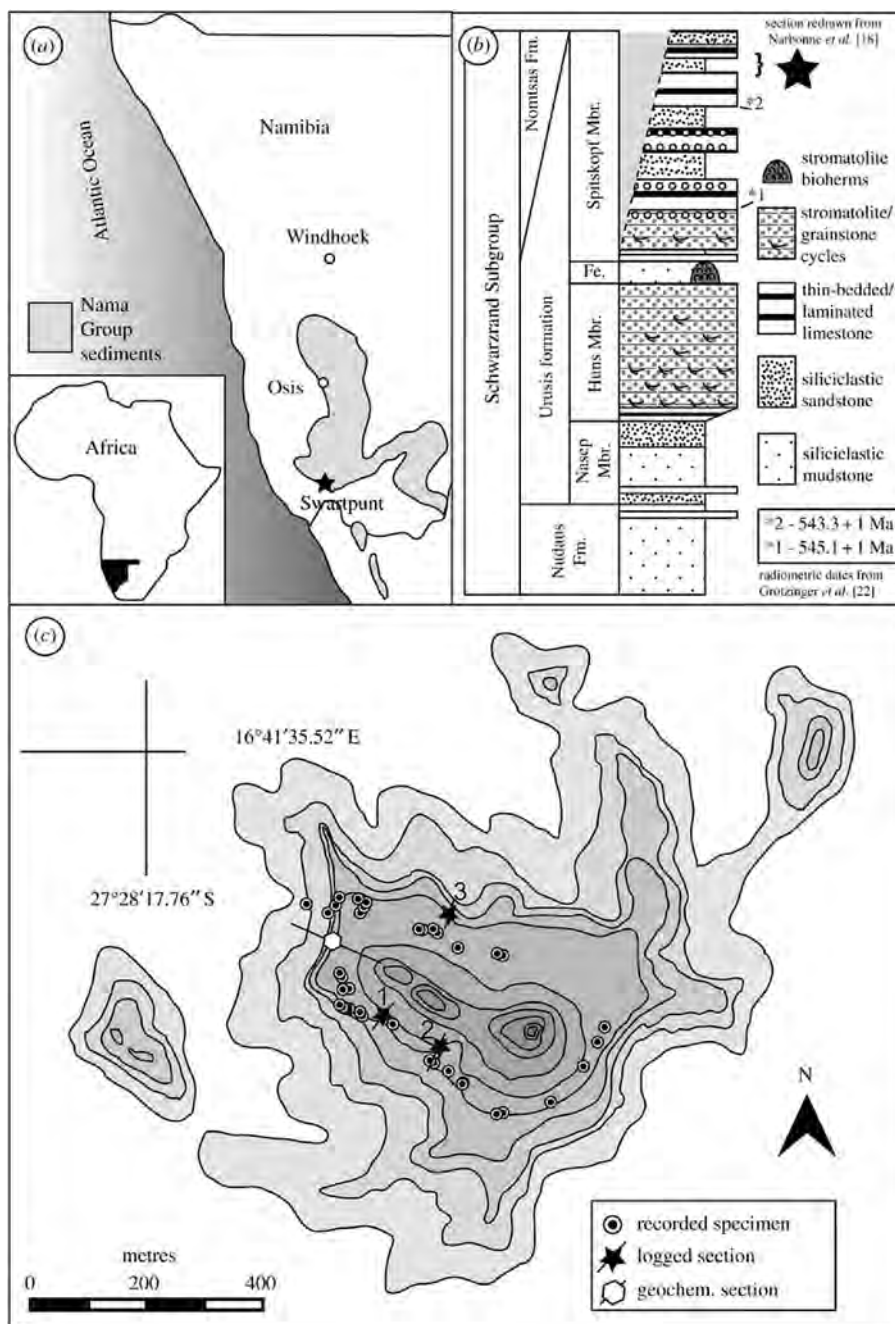 (a)
Atlantic Ocean
Namibia
Windhoek
Nama
Group
sediments
Osis
Swartpunt
Africa
(b)
section redrawn from
Narbonne et al. [18]
Schwarzrand Subgroup
Nomtsas Fm.
Urusis formation
Nudaus
Fm.
Spitskopf Mbr.
Fe.
Huns Mbr.
Nasep
Mbr.
}
*2
*1
stromatolite
bioherms
stromatolite/
grainstone
cycles
thin-bedded/
laminated
limestone
siliciclastic
sandstone
siliciclastic
mudstone
*2 - 543.3 + 1 Ma
*1 - 545.1 + 1 Ma
radiometric dates from
Grotzinger et al. [22]
(c)
16°41′35.52″ E
27°28′17.76″ S
3
1
2
N
metres
0 200 400
recorded specimen
logged section
geochem. section